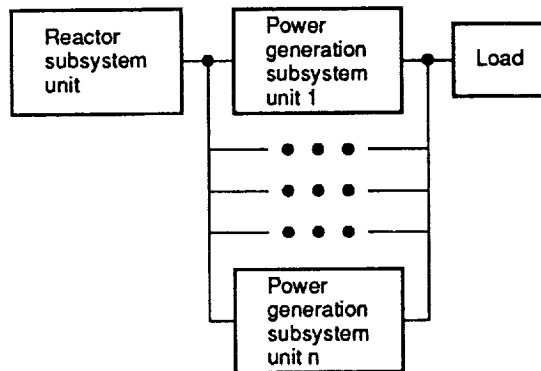 Reactor
subsystem
unit
Power
generation
subsystem
unit 1
Load
Power
generation
subsystem
unit n